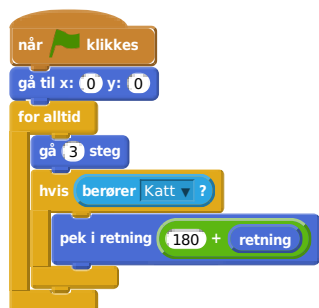 når klikkes
gå til x: 0 y: 0
for alltid
gå 3 steg
hvis berører Katt ?
pek i retning 180 + retning